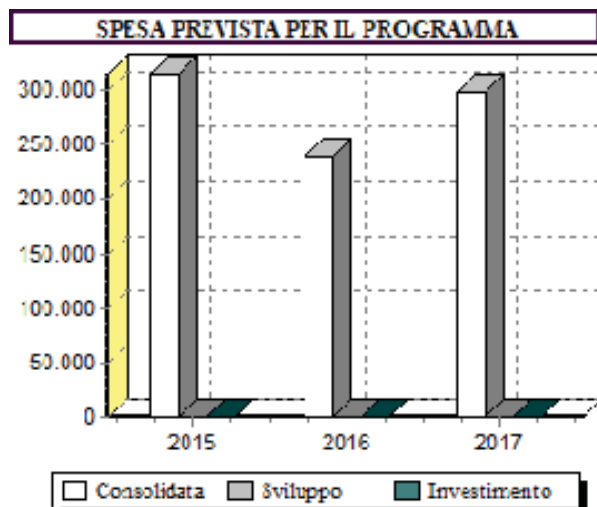 SPESA PREVISTA PER IL PROGRAMMA
300.000
250.000
200.000
150.000
100.000
50.000
0
2015 2016 2017
Consolidata Sviluppo Investimento